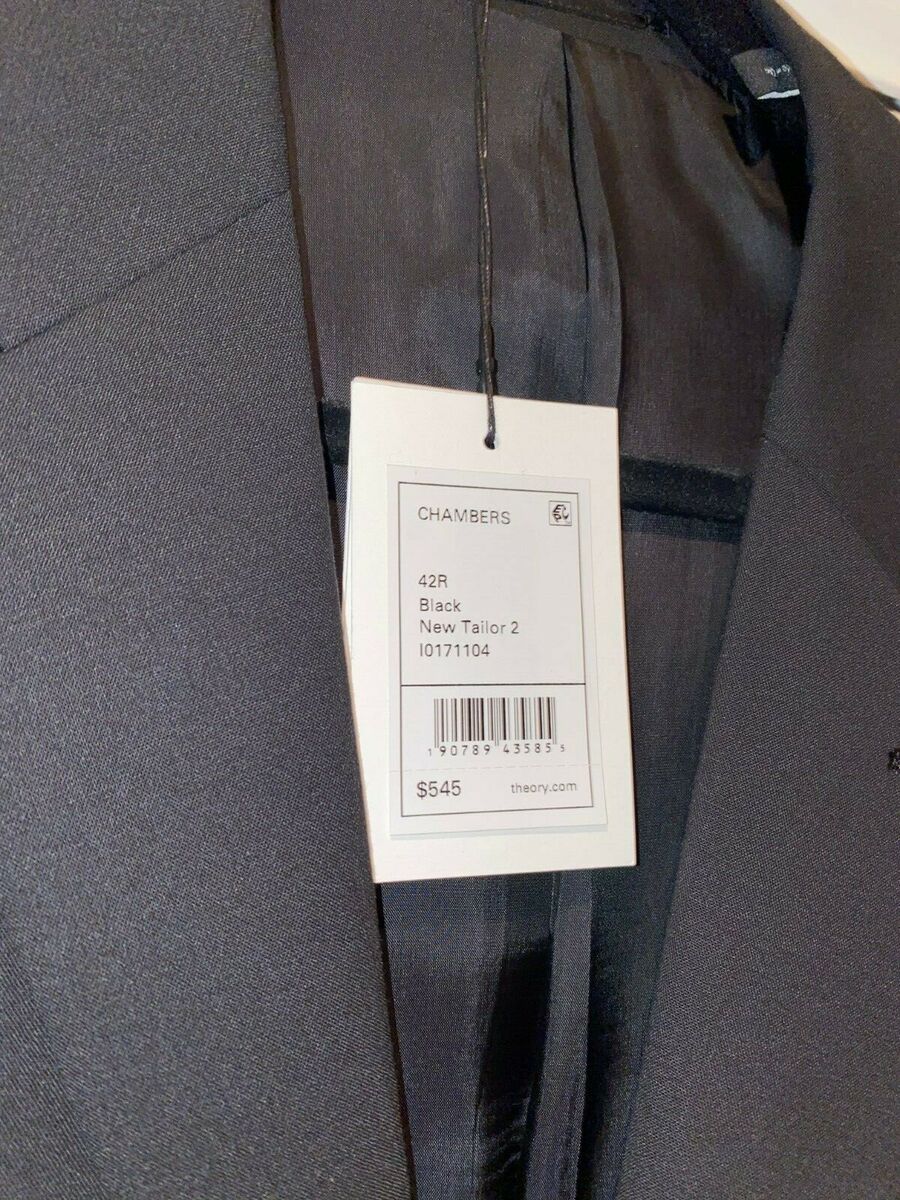 CHAMBERS
42R
Black
New Tailor 2
I0171104
1 90789 43585 5
$545 theory.com